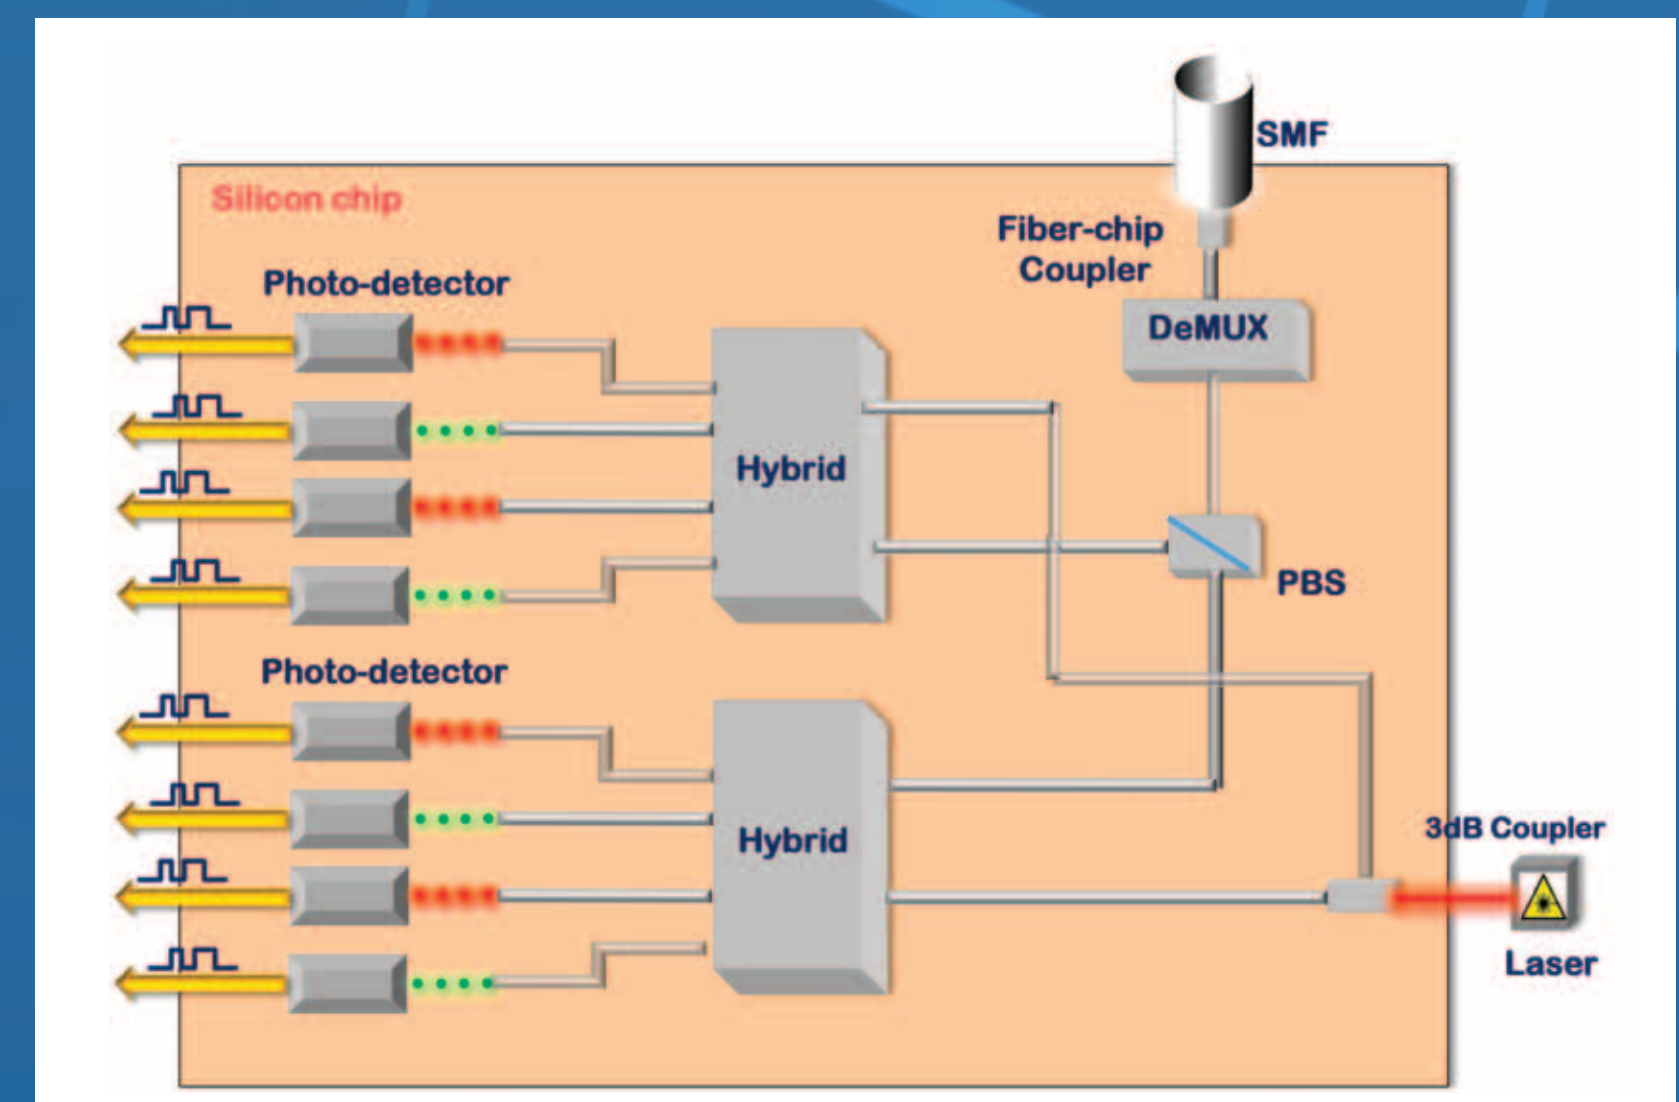 SMF
Silicon chip
Fiber-chip
Coupler
Photo-detector
DeMUX
Hybrid
PBS
Photo-detector
Hybrid
3dB Coupler
Laser